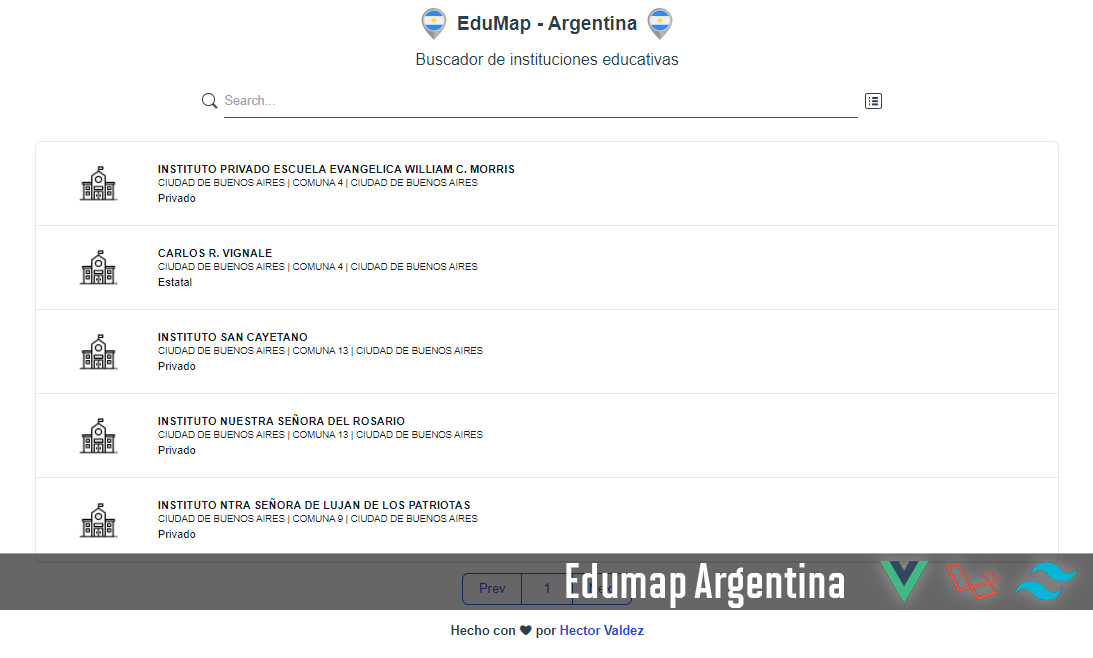 EduMap - Argentina
Buscador de instituciones educativas
Search...
INSTITUTO PRIVADO ESCUELA EVANGELICA WILLIAM C. MORRIS
CIUDAD DE BUENOS AIRES | COMUNA 4 | CIUDAD DE BUENOS AIRES
Privado
CARLOS R. VIGNALE
CIUDAD DE BUENOS AIRES | COMUNA 4 | CIUDAD DE BUENOS AIRES
Estatal
INSTITUTO SAN CAYETANO
CIUDAD DE BUENOS AIRES | COMUNA 13 | CIUDAD DE BUENOS AIRES
Privado
INSTITUTO NUESTRA SEÑORA DEL ROSARIO
CIUDAD DE BUENOS AIRES | COMUNA 13 | CIUDAD DE BUENOS AIRES
Privado
INSTITUTO NTRA SEÑORA DE LUJAN DE LOS PATRIOTAS
CIUDAD DE BUENOS AIRES | COMUNA 9 | CIUDAD DE BUENOS AIRES
Privado
Prev 1
Edumap Argentina
Hecho con ♥ por Hector Valdez